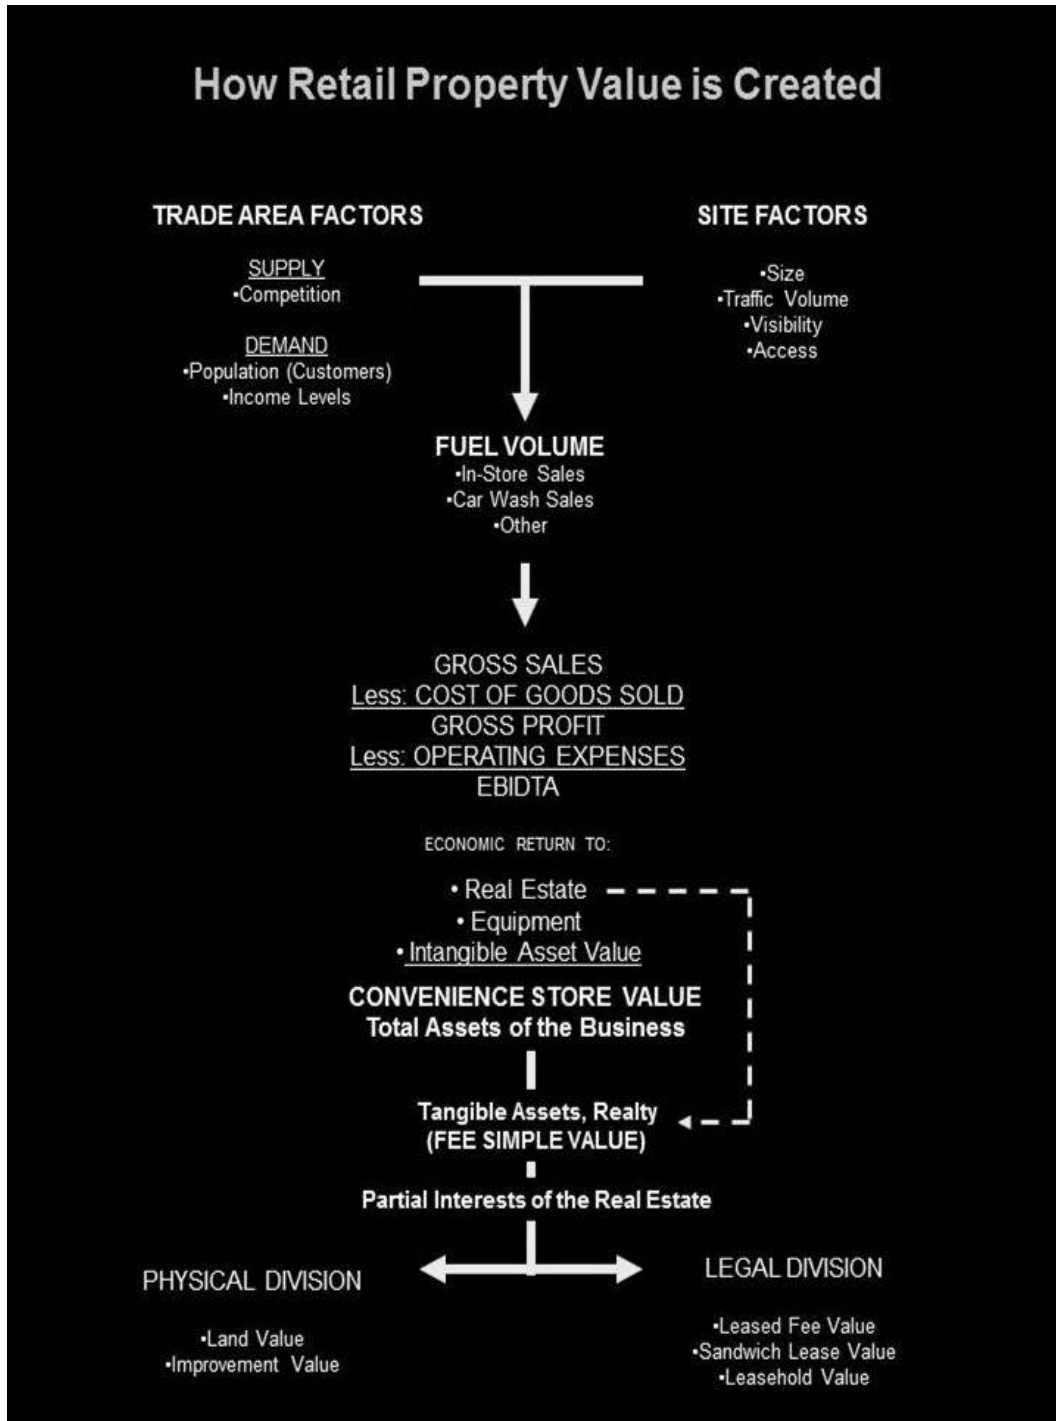 How Retail Property Value is Created
TRADE AREA FACTORS
SUPPLY
•Competition
DEMAND
•Population (Customers)
•Income Levels
SITE FACTORS
•Size
•Traffic Volume
•Visibility
•Access
FUEL VOLUME
•In-Store Sales
•Car Wash Sales
•Other
GROSS SALES
Less: COST OF GOODS SOLD
GROSS PROFIT
Less: OPERATING EXPENSES
EBIDTA
ECONOMIC RETURN TO:
• Real Estate
• Equipment
• Intangible Asset Value
CONVENIENCE STORE VALUE
Total Assets of the Business
Tangible Assets, Realty
(FEE SIMPLE VALUE)
Partial Interests of the Real Estate
PHYSICAL DIVISION
•Land Value
•Improvement Value
LEGAL DIVISION
•Leased Fee Value
•Sandwich Lease Value
•Leasehold Value